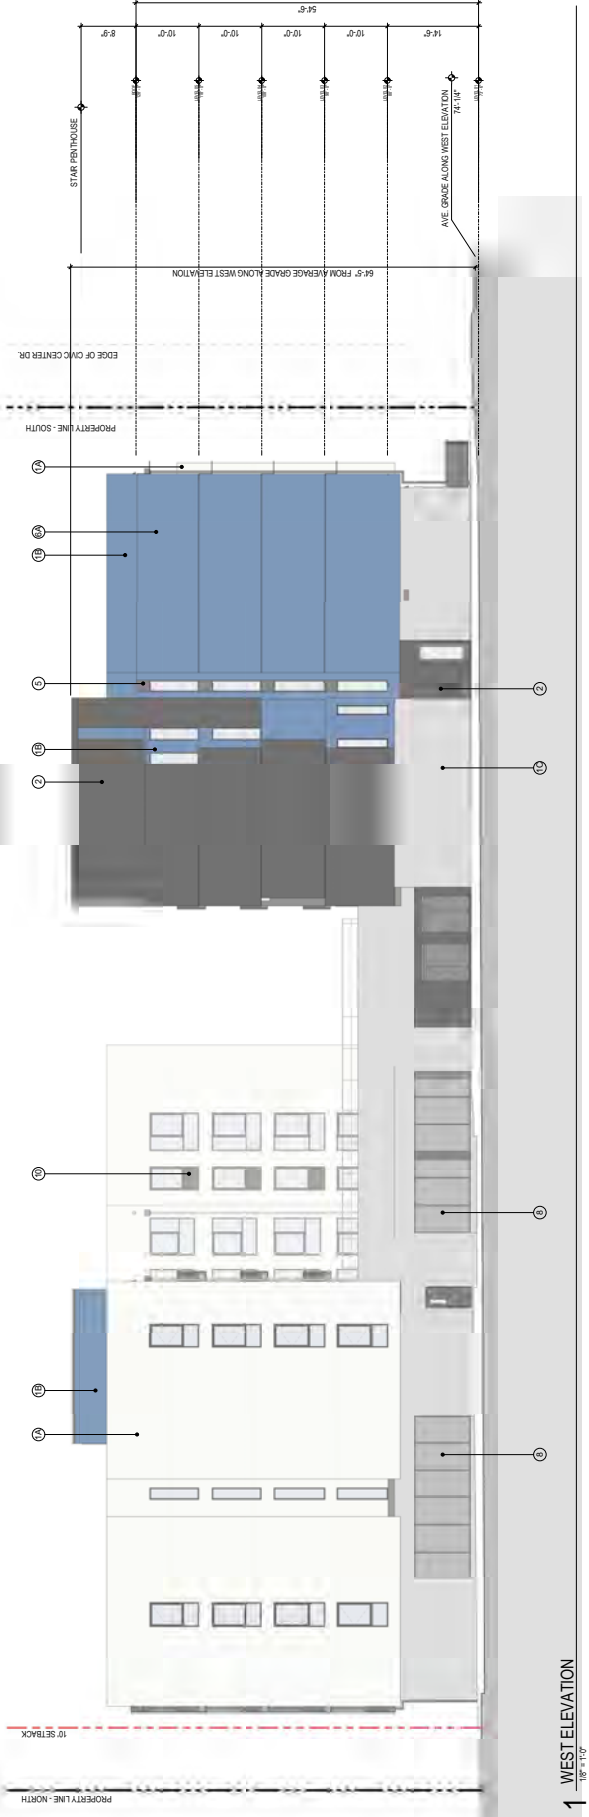 PROPERTY LINE - NORTH
10' SETBACK
1A
1B
10
2
1B
5
1B
6A
1A
PROPERTY LINE - SOUTH
EDGE OF CIVIC CENTER DR.
64'-5" FROM AVERAGE GRADE ALONG WEST ELEVATION
STAIR PENTHOUSE
8'-9"
10'-0"
10'-0"
10'-0"
10'-0"
14'-6"
54'-6"
AVE. GRADE ALONG WEST ELEVATION
74'-1/4"
8
8
1C
2
1
WEST ELEVATION
1/8" = 1'-0"